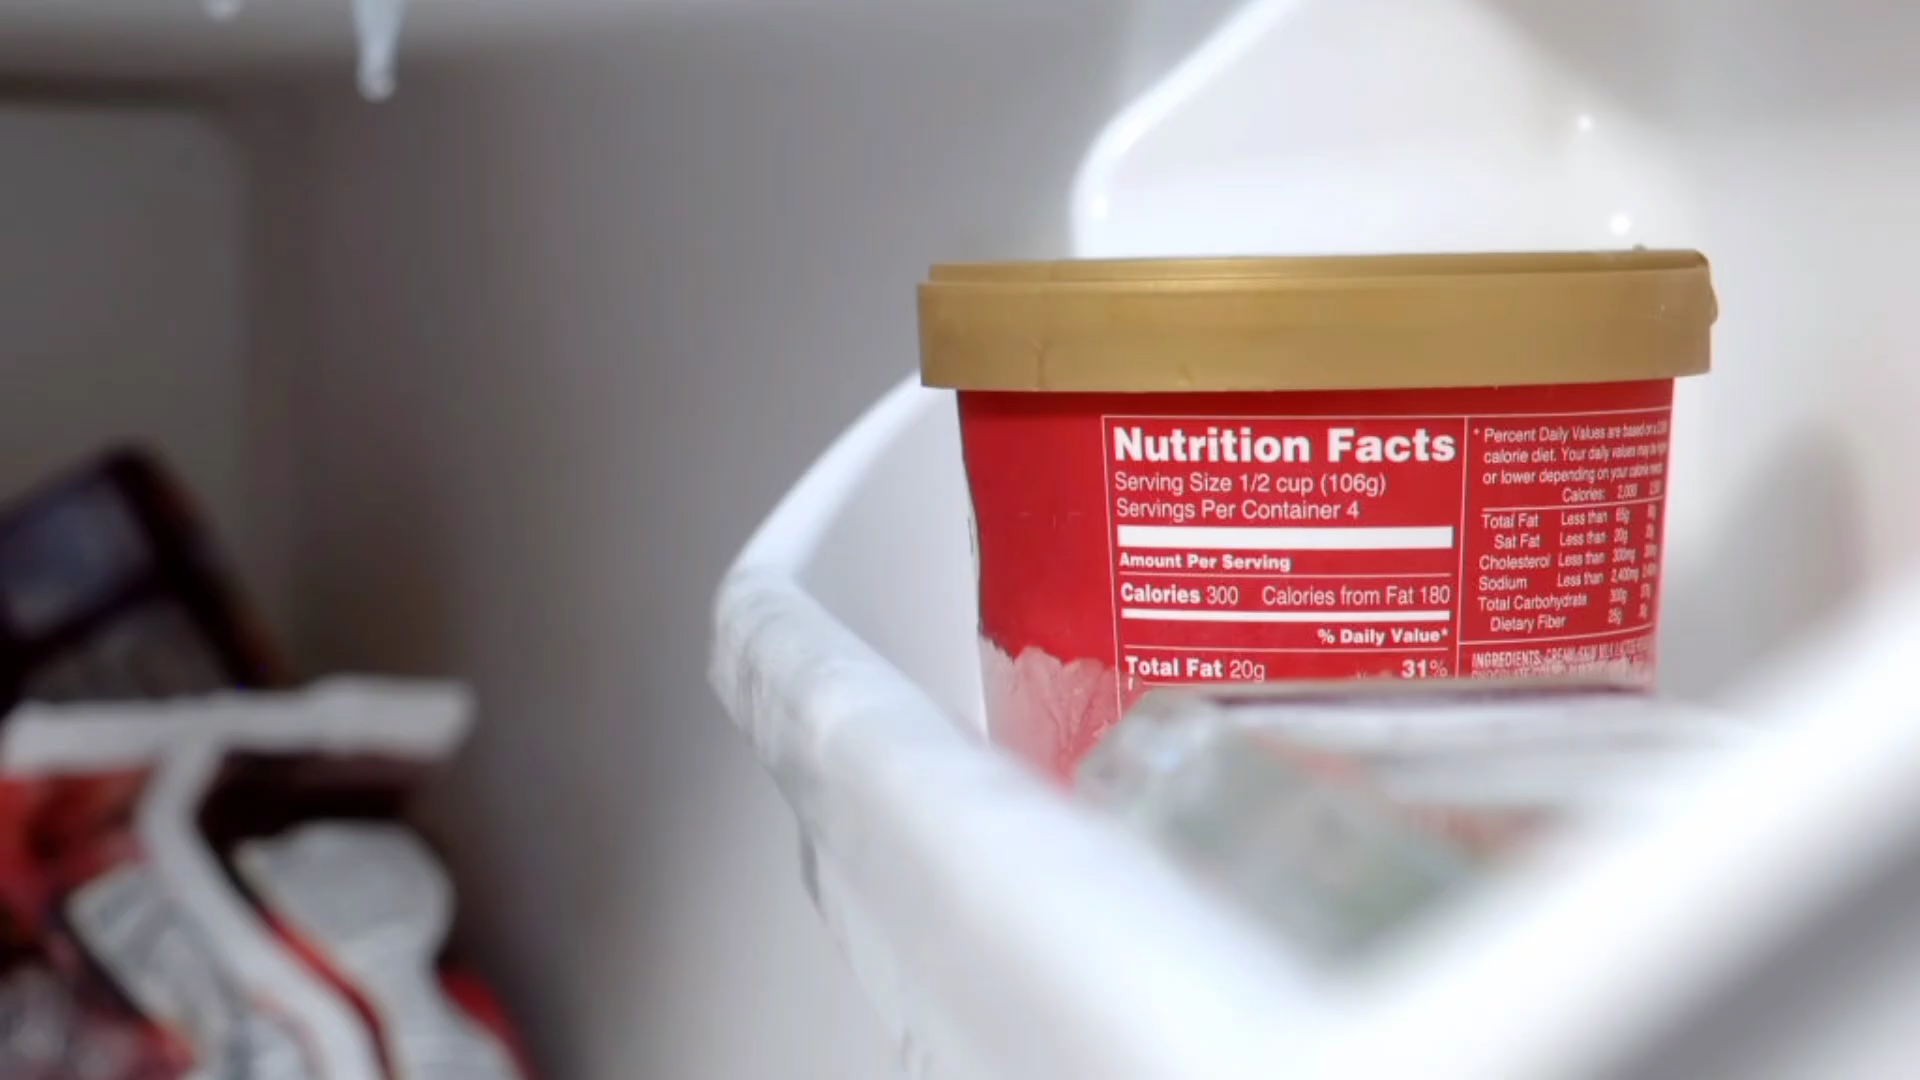 Nutrition Facts
Serving Size 1/2 cup (106g)
Servings Per Container 4
Amount Per Serving
Calories 300 Calories from Fat 180
% Daily Value*
Total Fat 20g 31%
* Percent Daily Values are based on a
calorie diet. Your daily values may be
or lower depending on your calorie
Calories: 2,000
Total Fat Less than 65g
Sat Fat Less than 20g
Cholesterol Less than 300mg
Sodium Less than 2,400mg
Total Carbohydrate 300g
Dietary Fiber 25g
INGREDIENTS: CREAM, SKIM MILK